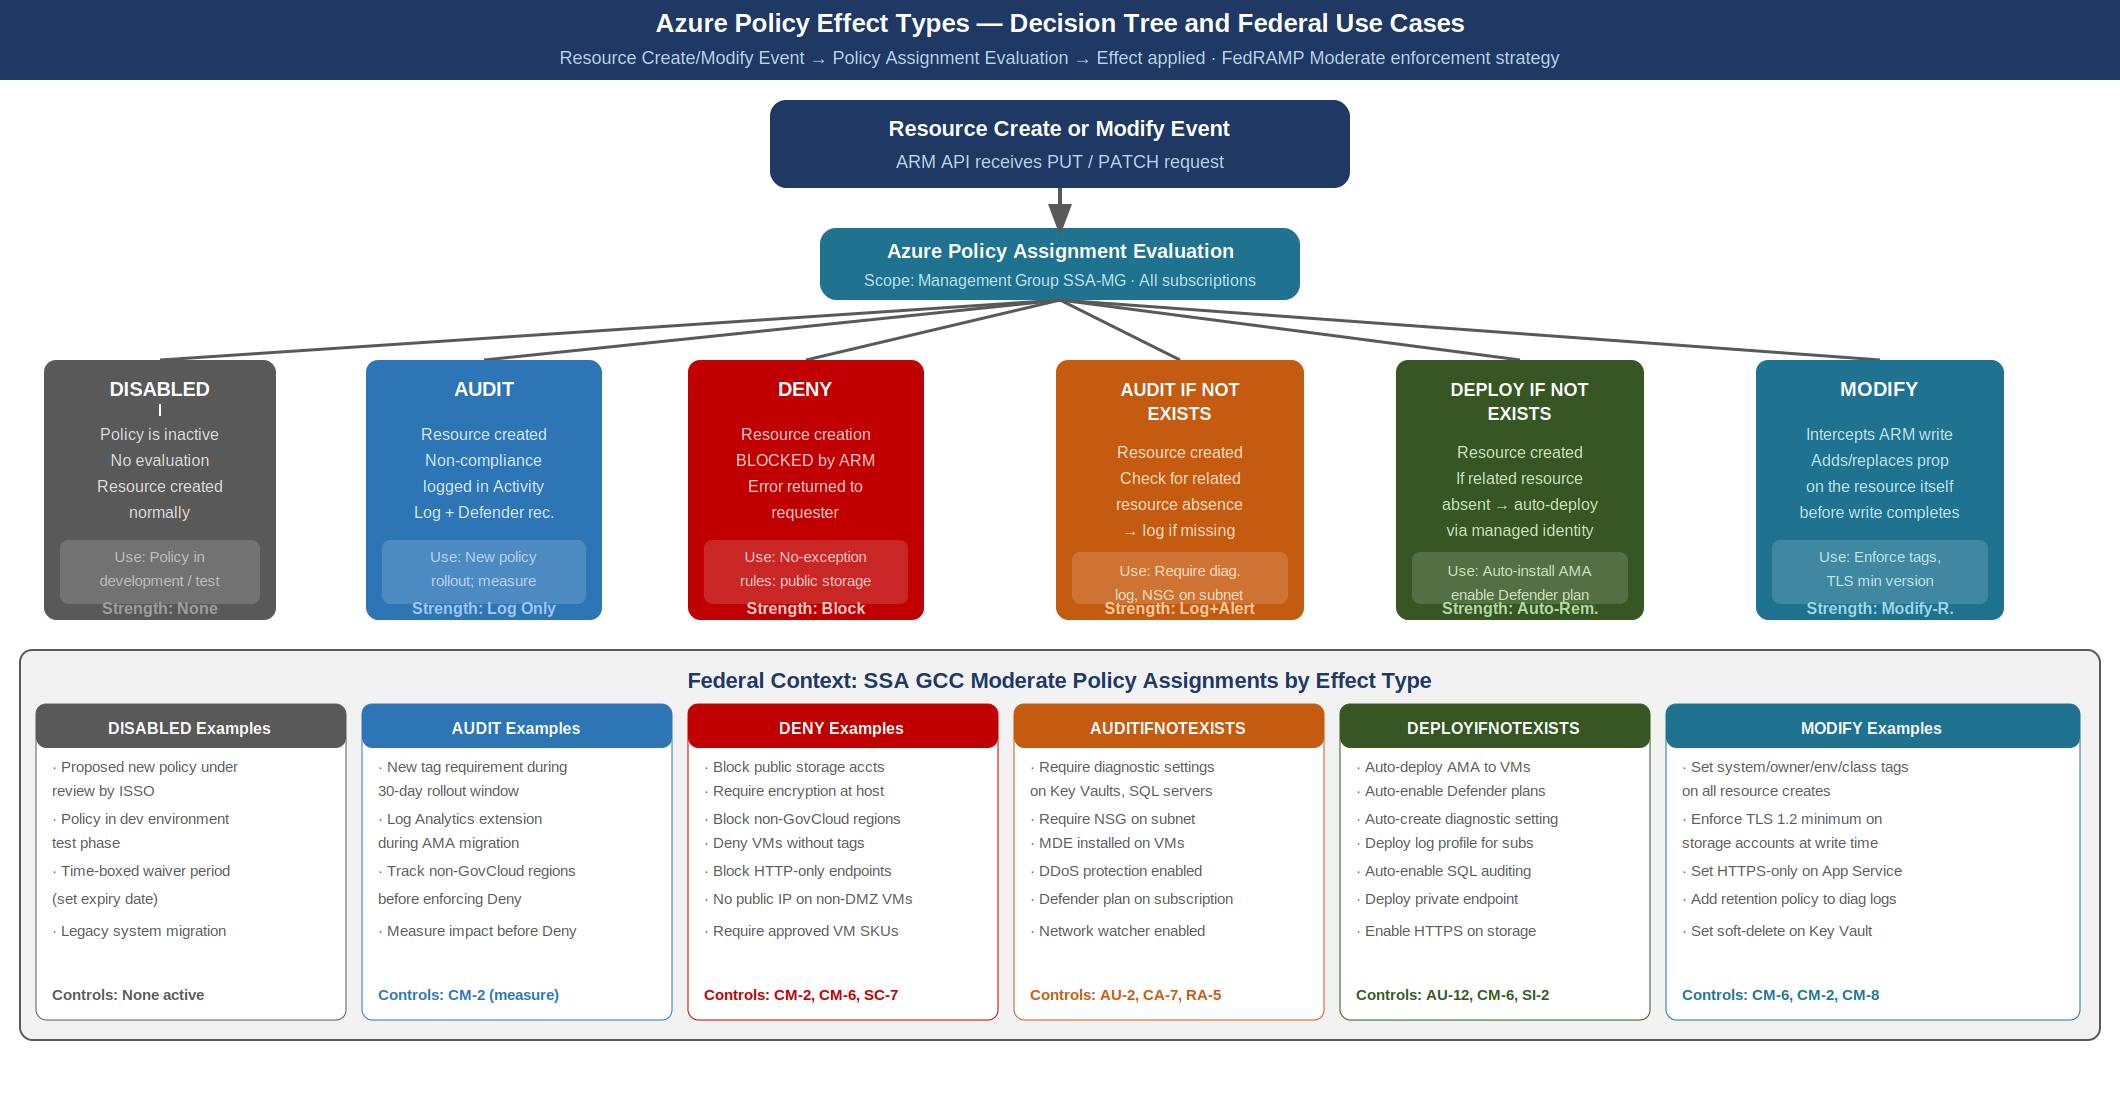 Azure Policy Effect Types — Decision Tree and Federal Use Cases
Resource Create/Modify Event → Policy Assignment Evaluation → Effect applied · FedRAMP Moderate enforcement strategy
Resource Create or Modify Event
ARM API receives PUT / PATCH request
Azure Policy Assignment Evaluation
Scope: Management Group SSA-MG · All subscriptions
DISABLED
Policy is inactive
No evaluation
Resource created
normally
Use: Policy in
development / test
Strength: None
AUDIT
Resource created
Non-compliance
logged in Activity
Log + Defender rec.
Use: New policy
rollout; measure
Strength: Log Only
DENY
Resource creation
BLOCKED by ARM
Error returned to
requester
Use: No-exception
rules: public storage
Strength: Block
AUDIT IF NOT
EXISTS
Resource created
Check for related
resource absence
→ log if missing
Use: Require diag.
log, NSG on subnet
Strength: Log+Alert
DEPLOY IF NOT
EXISTS
Resource created
If related resource
absent → auto-deploy
via managed identity
Use: Auto-install AMA
enable Defender plan
Strength: Auto-Rem.
MODIFY
Intercepts ARM write
Adds/replaces prop
on the resource itself
before write completes
Use: Enforce tags,
TLS min version
Strength: Modify-R.
Federal Context: SSA GCC Moderate Policy Assignments by Effect Type
DISABLED Examples
· Proposed new policy under
review by ISSO
· Policy in dev environment
test phase
· Time-boxed waiver period
(set expiry date)
· Legacy system migration
Controls: None active
AUDIT Examples
· New tag requirement during
30-day rollout window
· Log Analytics extension
during AMA migration
· Track non-GovCloud regions
before enforcing Deny
· Measure impact before Deny
Controls: CM-2 (measure)
DENY Examples
· Block public storage accts
· Require encryption at host
· Block non-GovCloud regions
· Deny VMs without tags
· Block HTTP-only endpoints
· No public IP on non-DMZ VMs
· Require approved VM SKUs
Controls: CM-2, CM-6, SC-7
AUDITIFNOTEXISTS
· Require diagnostic settings
on Key Vaults, SQL servers
· Require NSG on subnet
· MDE installed on VMs
· DDoS protection enabled
· Defender plan on subscription
· Network watcher enabled
Controls: AU-2, CA-7, RA-5
DEPLOYIFNOTEXISTS
· Auto-deploy AMA to VMs
· Auto-enable Defender plans
· Auto-create diagnostic setting
· Deploy log profile for subs
· Auto-enable SQL auditing
· Deploy private endpoint
· Enable HTTPS on storage
Controls: AU-12, CM-6, SI-2
MODIFY Examples
· Set system/owner/env/class tags
on all resource creates
· Enforce TLS 1.2 minimum on
storage accounts at write time
· Set HTTPS-only on App Service
· Add retention policy to diag logs
· Set soft-delete on Key Vault
Controls: CM-6, CM-2, CM-8